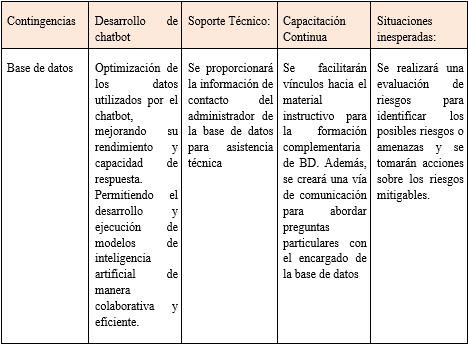 Contingencias
Desarrollo de
chatbot
Soporte Técnico:
Capacitación
Continua
Situaciones
inesperadas:
Base de datos
Optimización de
los datos
utilizados por el
chatbot,
mejorando su
rendimiento y
capacidad de
respuesta.
Permitiendo el
desarrollo y
ejecución de
modelos de
inteligencia
artificial de
manera
colaborativa y
eficiente.
Se proporcionará
la información de
contacto del
administrador de
la base de datos
para asistencia
técnica
Se facilitarán
vínculos hacia el
material
instructivo para
la formación
complementaria
de BD. Además,
se creará una vía
de comunicación
para abordar
preguntas
particulares con
el encargado de
la base de datos
Se realizará una
evaluación de
riesgos para
identificar los
posibles riesgos o
amenazas y se
tomarán acciones
sobre los riesgos
mitigables.